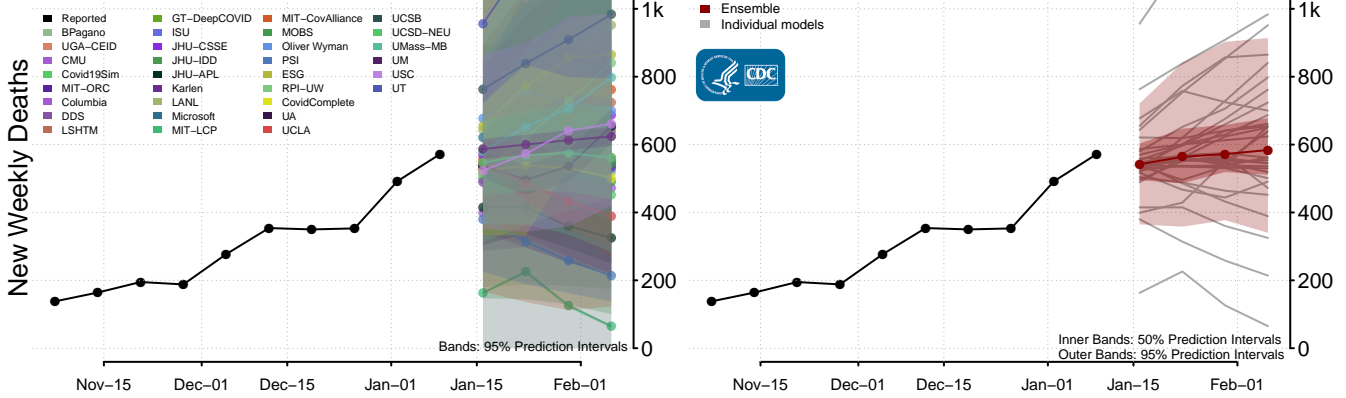 New Weekly Deaths
Reported
BPagano
UGA−CEID
CMU
Covid19Sim
MIT−ORC
Columbia
DDS
LSHTM
GT−DeepCOVID
ISU
JHU−CSSE
JHU−IDD
JHU−APL
Karlen
LANL
Microsoft
MIT−LCP
MIT−CovAlliance
MOBS
Oliver Wyman
PSI
ESG
RPI−UW
CovidComplete
UA
UCLA
UCSB
UCSD−NEU
UMass−MB
UM
USC
UT
1k
800
600
400
200
0
Bands: 95% Prediction Intervals
Nov−15 Dec−01 Dec−15 Jan−01 Jan−15 Feb−01
Ensemble
Individual models
CDC
1k
800
600
400
200
0
Inner Bands: 50% Prediction Intervals
Outer Bands: 95% Prediction Intervals
Nov−15 Dec−01 Dec−15 Jan−01 Jan−15 Feb−01